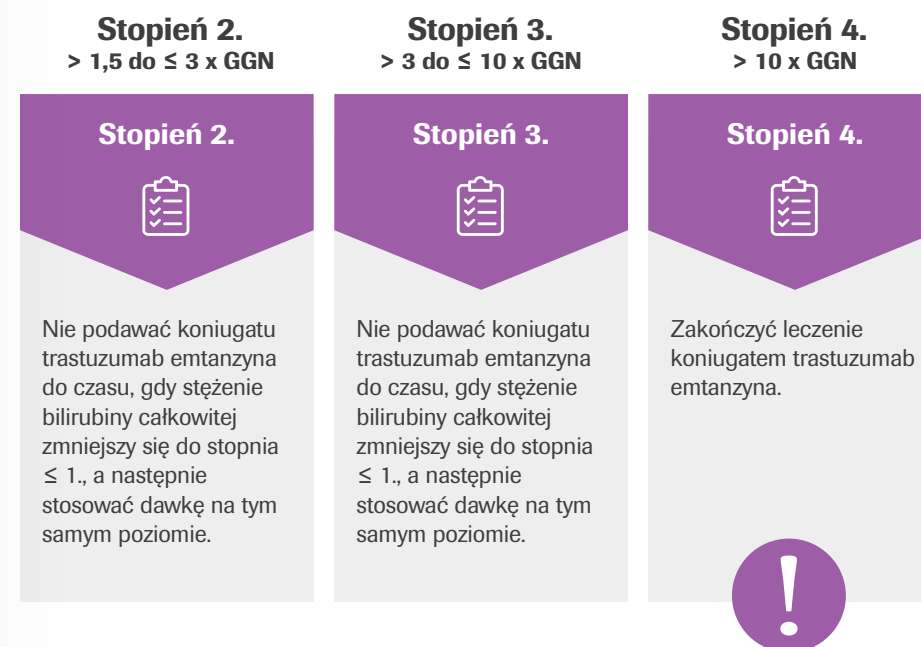 Stopień 2.
> 1,5 do ≤ 3 x GGN
Stopień 2.
Nie podawać koniugatu
trastuzumab emtanzyna
do czasu, gdy stężenie
bilirubiny całkowitej
zmniejszy się do stopnia
≤ 1., a następnie
stosować dawkę na tym
samym poziomie.
Stopień 3.
> 3 do ≤ 10 x GGN
Stopień 3.
Nie podawać koniugatu
trastuzumab emtanzyna
do czasu, gdy stężenie
bilirubiny całkowitej
zmniejszy się do stopnia
≤ 1., a następnie
stosować dawkę na tym
samym poziomie.
Stopień 4.
> 10 x GGN
Stopień 4.
Zakończyć leczenie
koniugatem trastuzumab
emtanzyna.
!